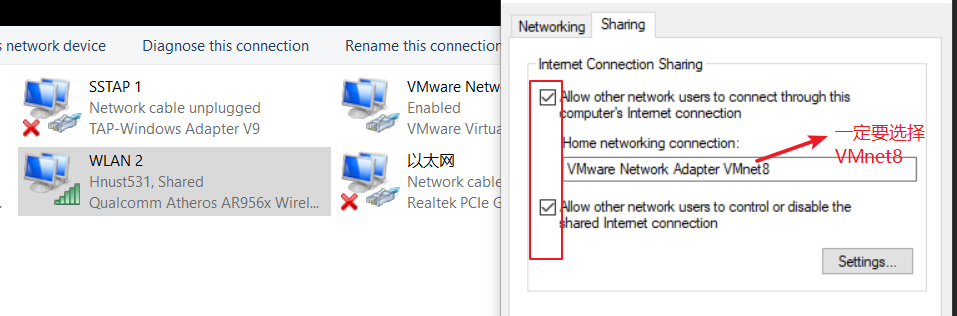 s network device
Diagnose this connection
Rename this connection
SSTAP 1
Network cable unplugged
TAP-Windows Adapter V9
VMware Netw
Enabled
VMware Virtua
WLAN 2
Hnust531, Shared
Qualcomm Atheros AR956x Wirel...
以太网
Network cable
Realtek PCIe G
Networking
Sharing
Internet Connection Sharing
Allow other network users to connect through this
computer's Internet connection
Home networking connection:
VMware Network Adapter VMnet8
Allow other network users to control or disable the
shared Internet connection
Settings...
一定要选择
VMnet8